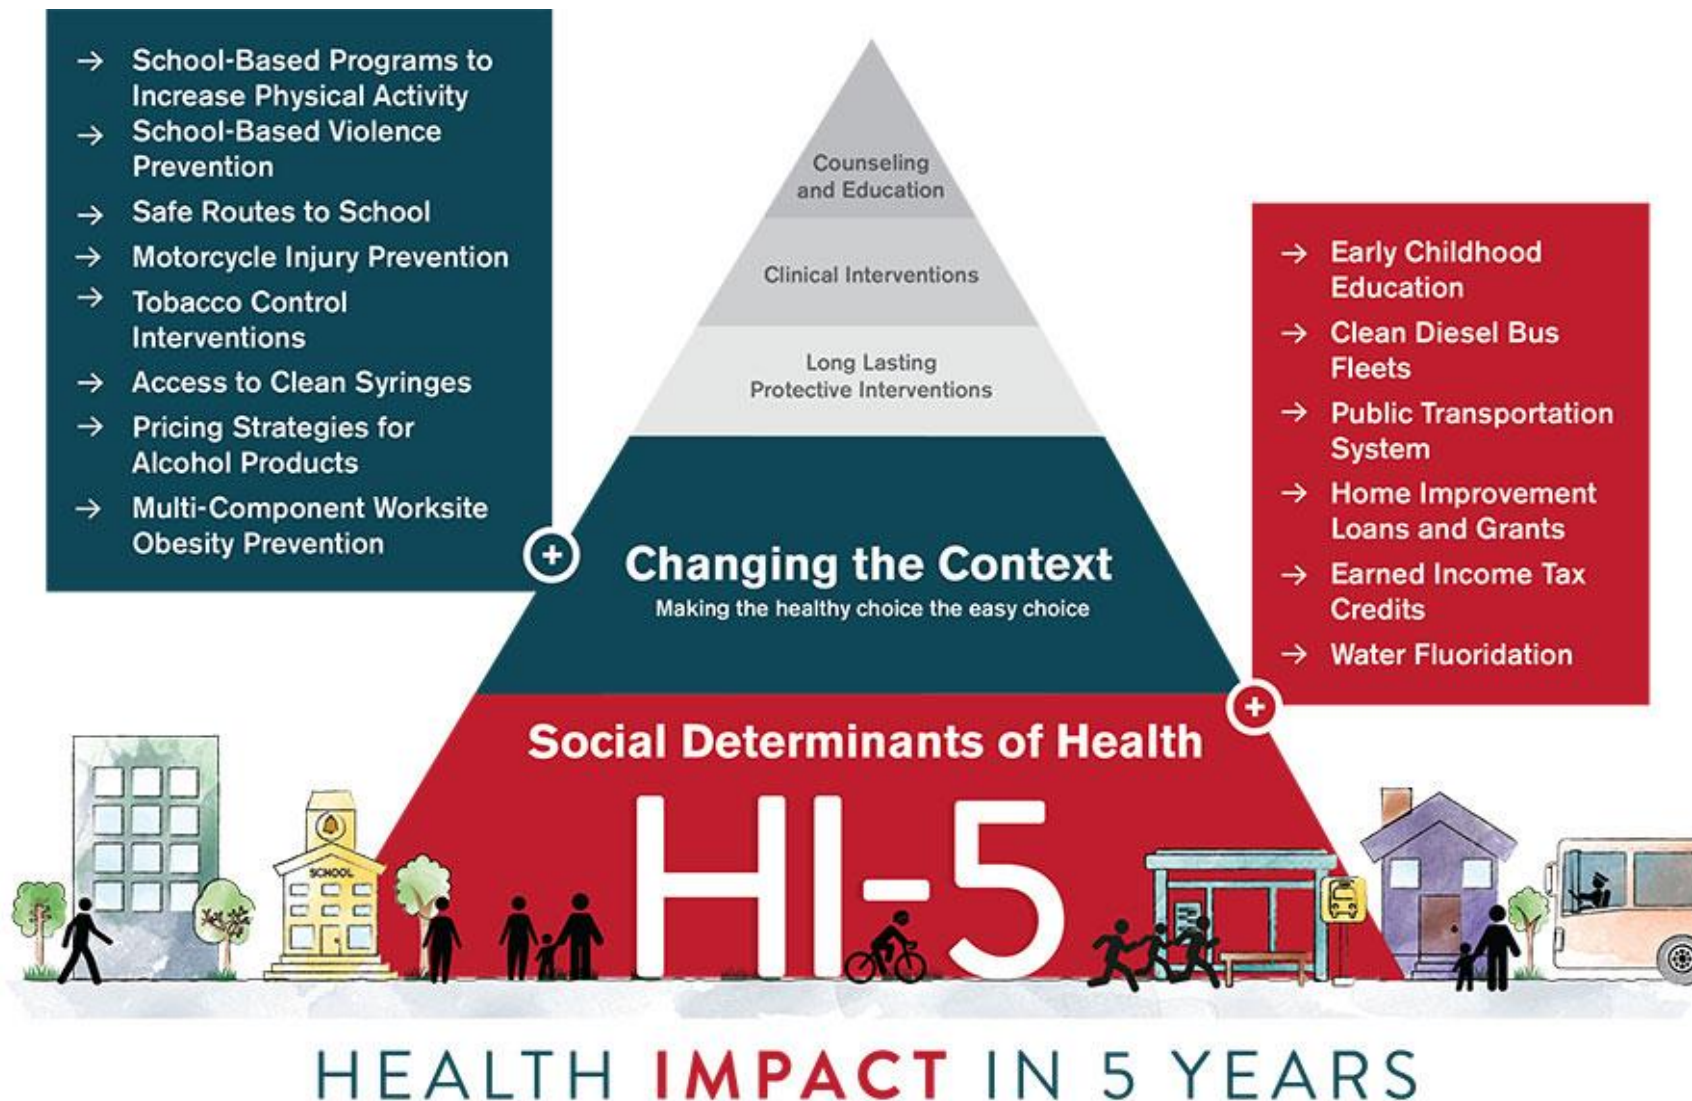 → School-Based Programs to
Increase Physical Activity
→ School-Based Violence
Prevention
→ Safe Routes to School
→ Motorcycle Injury Prevention
→ Tobacco Control
Interventions
→ Access to Clean Syringes
→ Pricing Strategies for
Alcohol Products
→ Multi-Component Worksite
Obesity Prevention
Counseling
and Education
Clinical Interventions
Long Lasting
Protective Interventions
+ Changing the Context
Making the healthy choice the easy choice
→ Early Childhood
Education
→ Clean Diesel Bus
Fleets
→ Public Transportation
System
→ Home Improvement
Loans and Grants
→ Earned Income Tax
Credits
→ Water Fluoridation
+
Social Determinants of Health
HI-5
SCHOOL
HEALTH IMPACT IN 5 YEARS